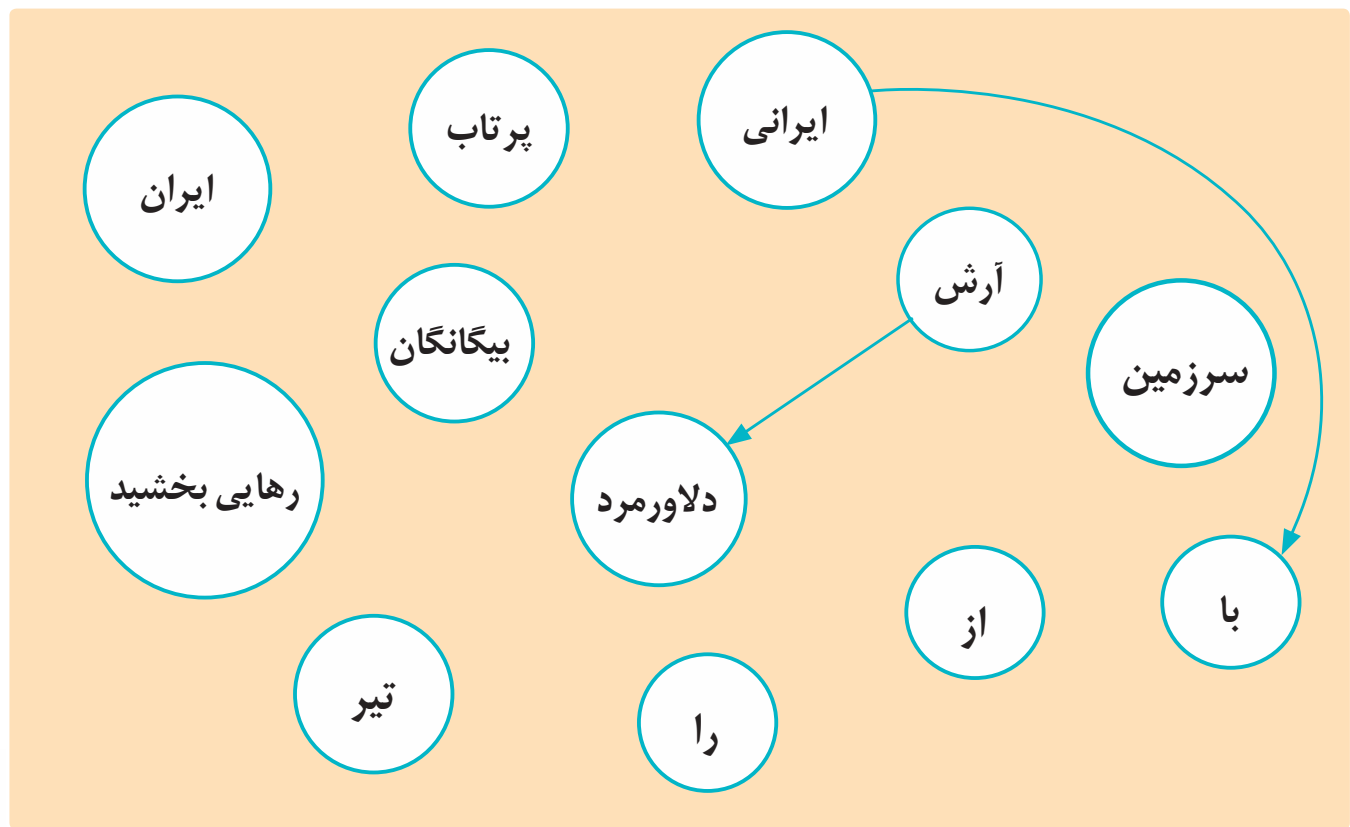 ایرانی
پرتاب
ایران
آرش
سرزمین
بیگانگان
دلاورمرد
رهایی بخشید
با
از
تیر
را